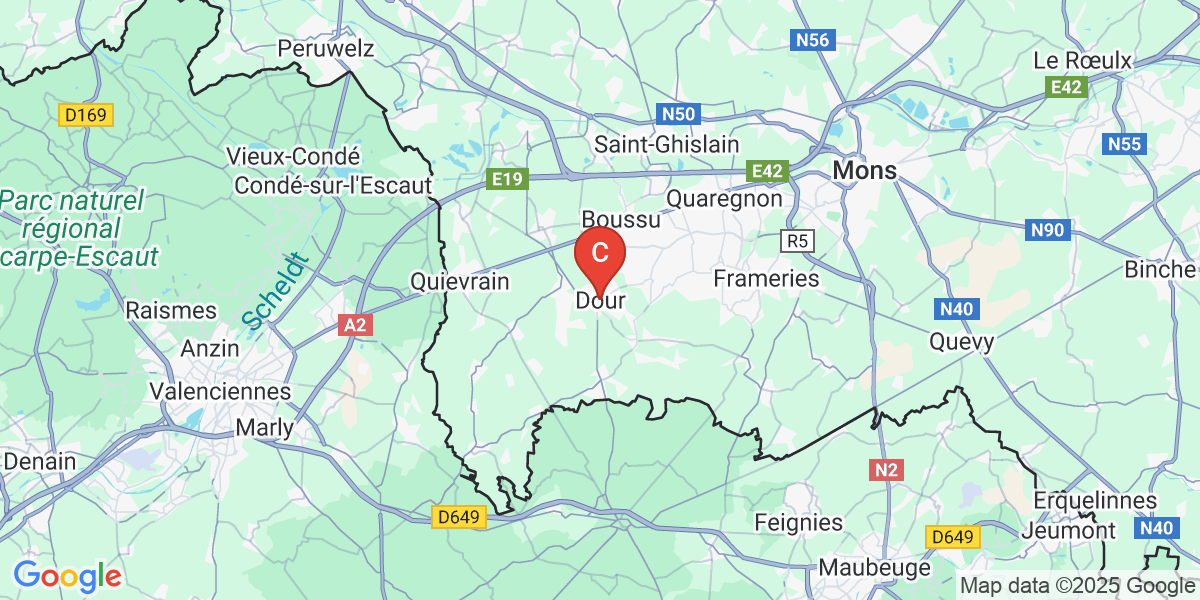 Peruwelz
N56
Le Rœulx
E42
D169
N50
N55
Saint-Ghislain
Vieux-Condé
Condé-sur-l'Escaut
E19
E42
Mons
Quaregnon
Parc naturel
régional
carpe-Escaut
Boussu
N90
R5
C
Binche
Quievrain
Frameries
Scheldt
Dour
Raismes
N40
A2
Quevy
Anzin
Valenciennes
Marly
Denain
N2
Erquelinnes
D649
Feignies
N40
Jeumont
D649
Maubeuge
Google
Map data ©2025 Google